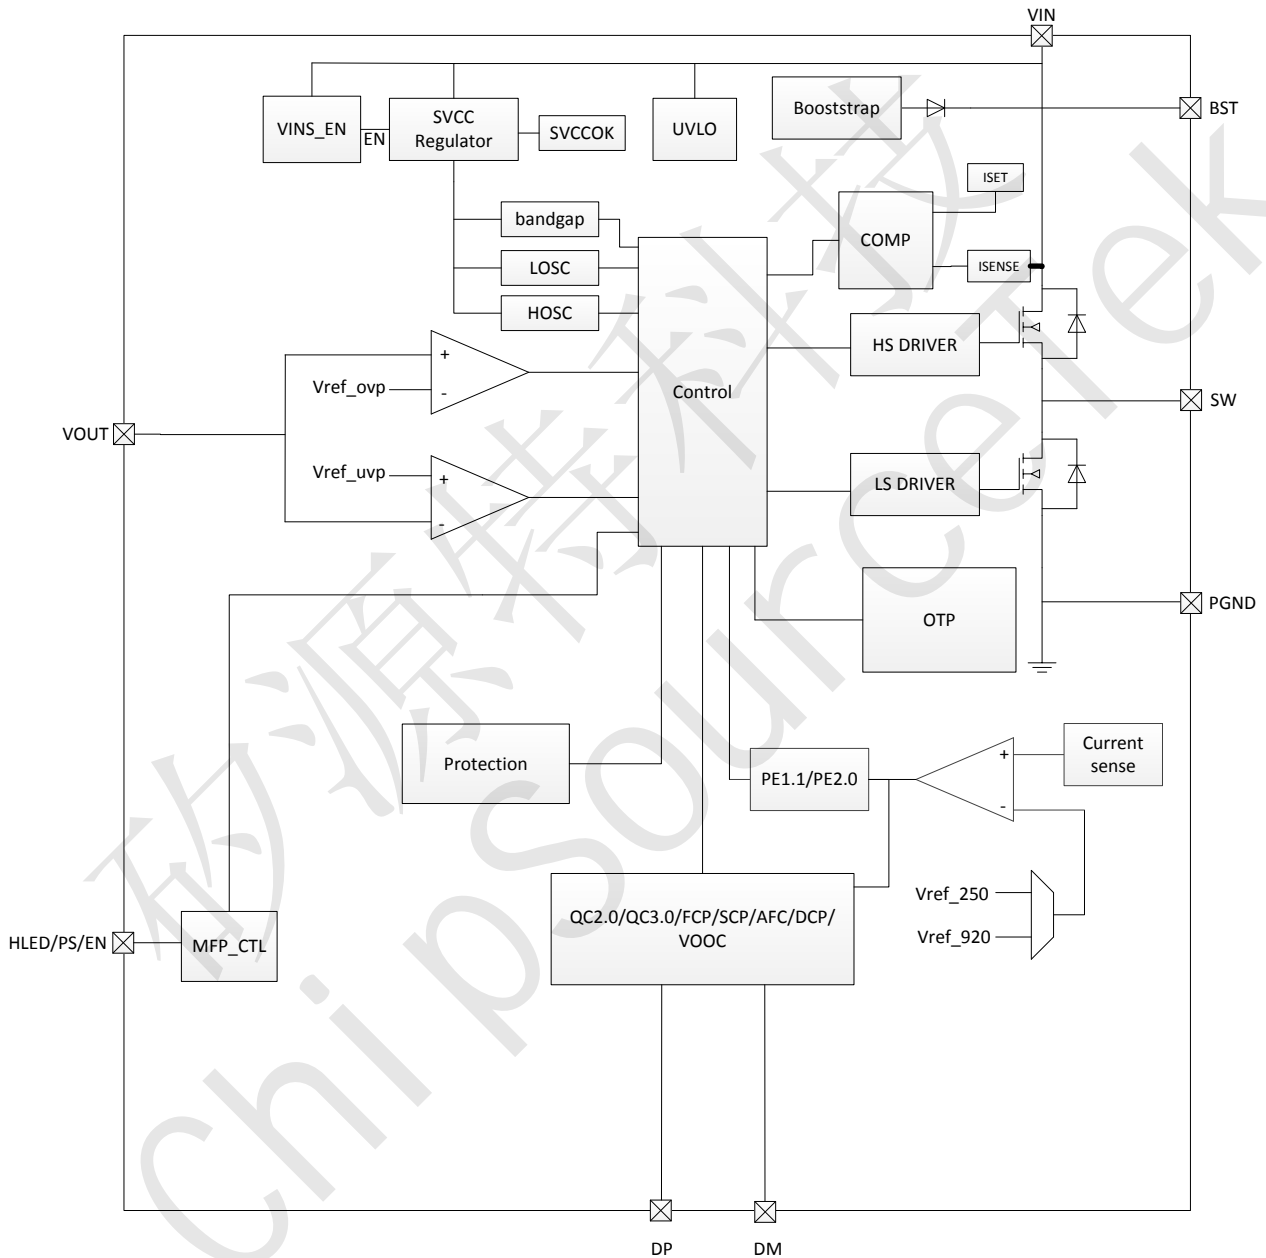 VIN
VINS_EN
EN
SVCC
Regulator
SVCCOK
UVLO
Booststrap
BST
bandgap
LOSC
HOSC
COMP
ISET
ISENSE
HS DRIVER
Control
+
-
Vref_ovp
VOUT
SW
Vref_uvp
+
-
LS DRIVER
OTP
PGND
Protection
PE1.1/PE2.0
+
-
Current
sense
QC2.0/QC3.0/FCP/SCP/AFC/DCP/
VOOC
Vref_250
Vref_920
HLED/PS/EN
MFP_CTL
DP
DM
矽源特科技
ChipSourceTek